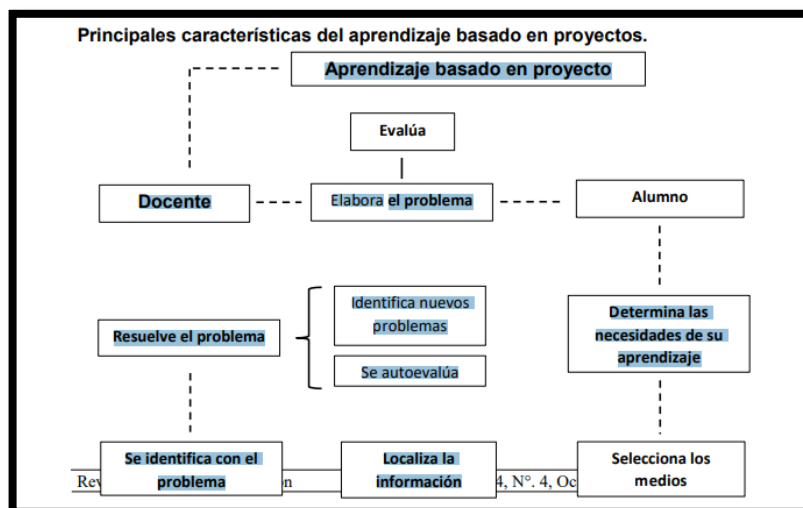 Principales características del aprendizaje basado en proyectos.
Aprendizaje basado en proyecto
Evalúa
Docente
Elabora el problema
Alumno
Identifica nuevos
problemas
Resuelve el problema
Se autoevalúa
Determina las
necesidades de su
aprendizaje
Se identifica con el
problema
Localiza la
información
Selecciona los
medios
4, N°. 4,